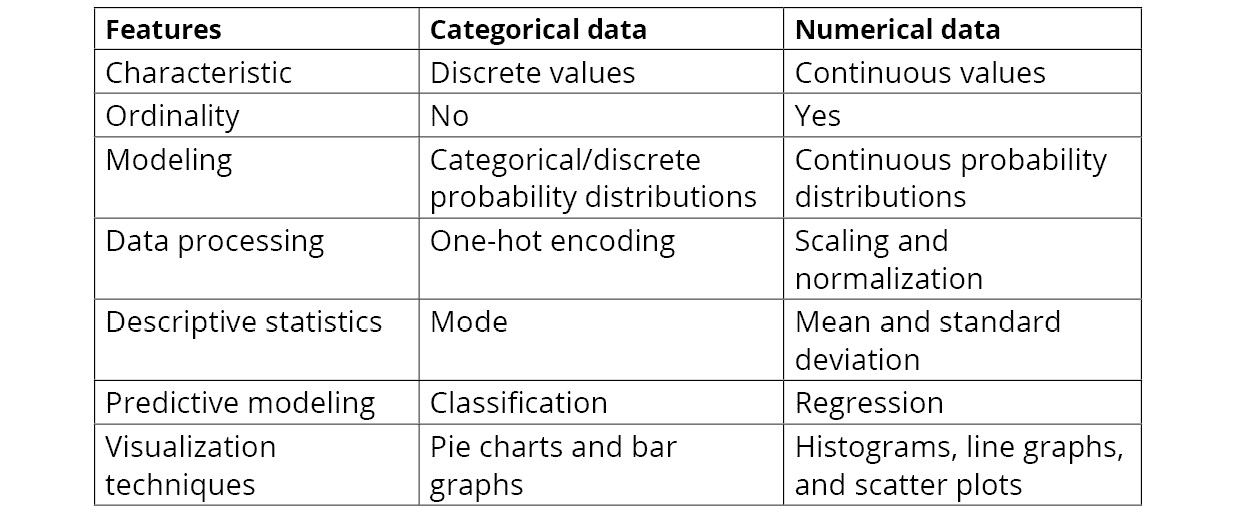 Features Categorical data Numerical data
Characteristic Discrete values Continuous values
Ordinality No Yes
Modeling Categorical/discrete Continuous probability
probability distributions distributions
Data processing One-hot encoding Scaling and
normalization
Descriptive statistics Mode Mean and standard
deviation
Predictive modeling Classification Regression
Visualization Pie charts and bar Histograms, line graphs,
techniques graphs and scatter plots